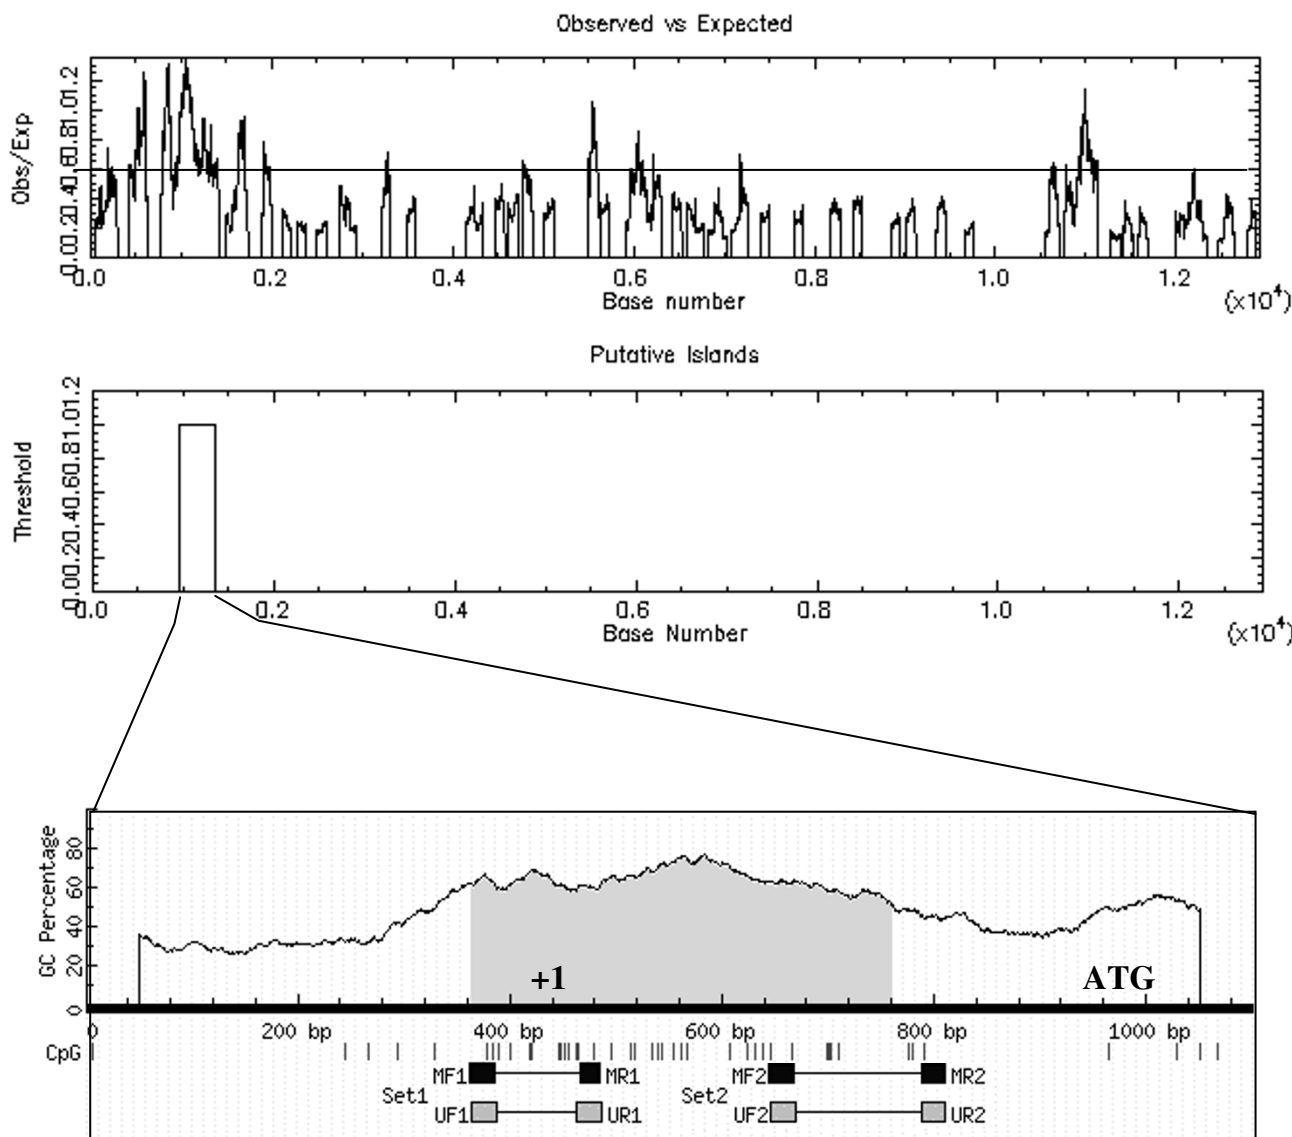 Observed vs Expected
Obs/Exp
0.00.20.40.60.81.01.2
0.0 0.2 0.4 0.6 0.8 1.0 1.2
Base number
(x10⁴)
Putative Islands
Threshold
0.00.20.40.60.81.01.2
0.0 0.2 0.4 0.6 0.8 1.0 1.2
Base Number
(x10⁴)
GC Percentage
80
60
40
20
0
+1 ATG
0 200 bp 400 bp 600 bp 800 bp 1000 bp
CpG
MF1 MR1 MF2 MR2
Set1 Set2
UF1 UR1 UF2 UR2